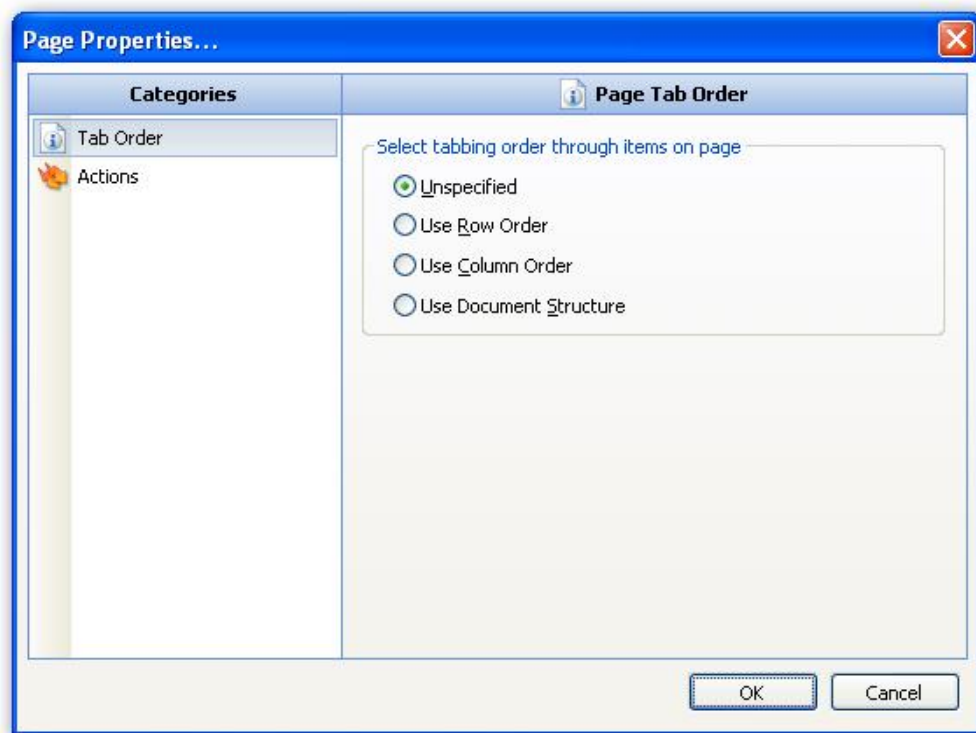 Page Properties...
Categories
Page Tab Order
Tab Order
Actions
Select tabbing order through items on page
Unspecified
Use Row Order
Use Column Order
Use Document Structure
OK
Cancel